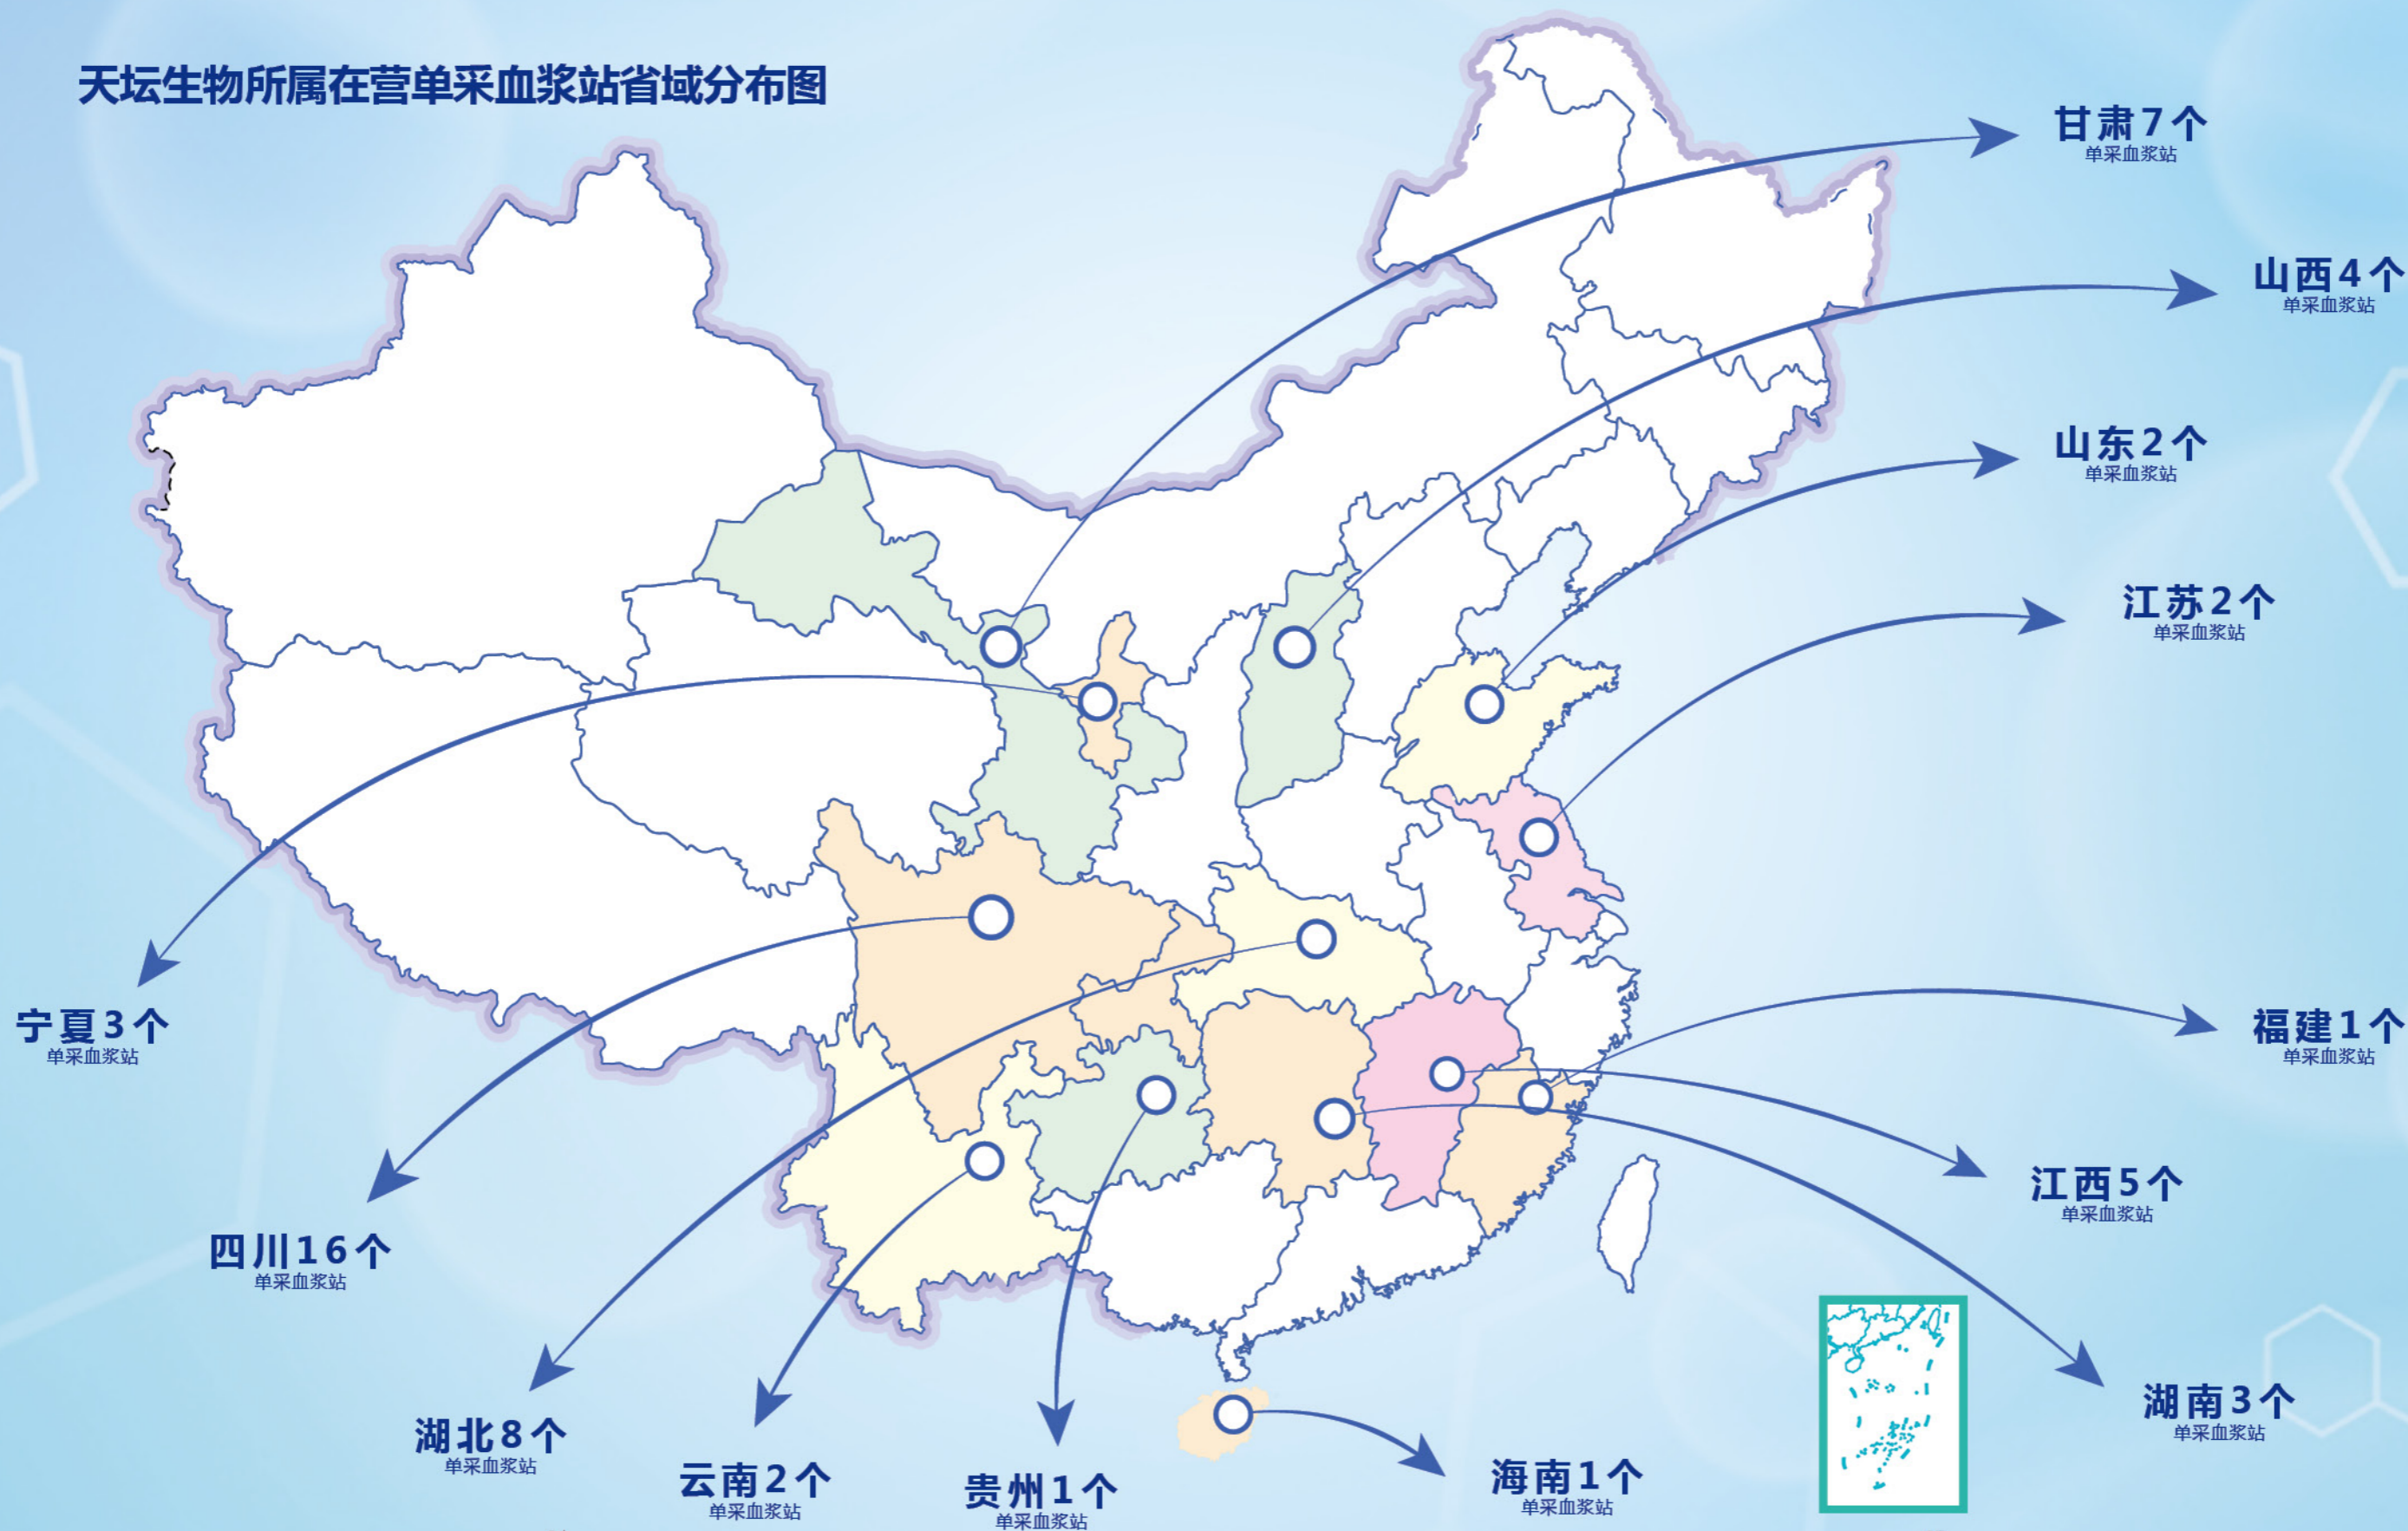 天坛生物所属在营单采血浆站省域分布图
甘肃7个
单采血浆站
山西4个
单采血浆站
山东2个
单采血浆站
江苏2个
单采血浆站
宁夏3个
单采血浆站
福建1个
单采血浆站
江西5个
单采血浆站
四川16个
单采血浆站
湖南3个
单采血浆站
湖北8个
单采血浆站
云南2个
单采血浆站
贵州1个
单采血浆站
海南1个
单采血浆站